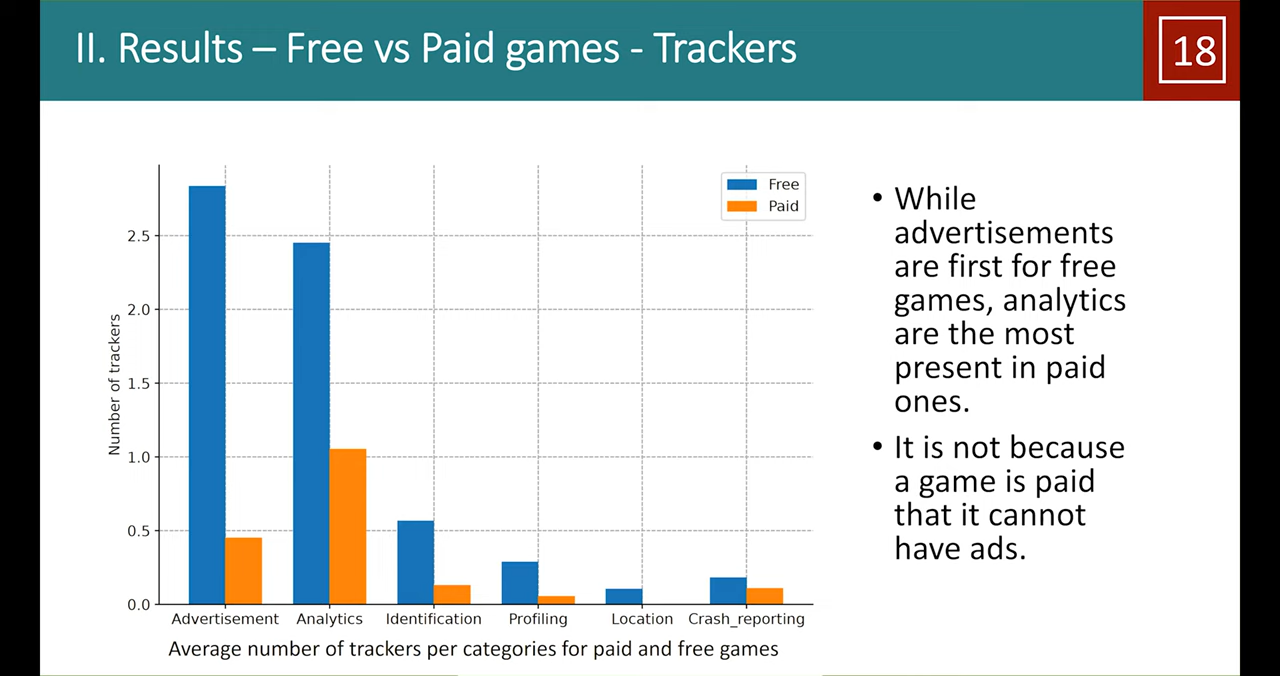 II. Results – Free vs Paid games - Trackers
18
Free
Paid
2.5
2.0
1.5
1.0
0.5
0.0
Number of trackers
Advertisement Analytics Identification Profiling Location Crash_reporting
Average number of trackers per categories for paid and free games
• While
advertisements
are first for free
games, analytics
are the most
present in paid
ones.
• It is not because
a game is paid
that it cannot
have ads.